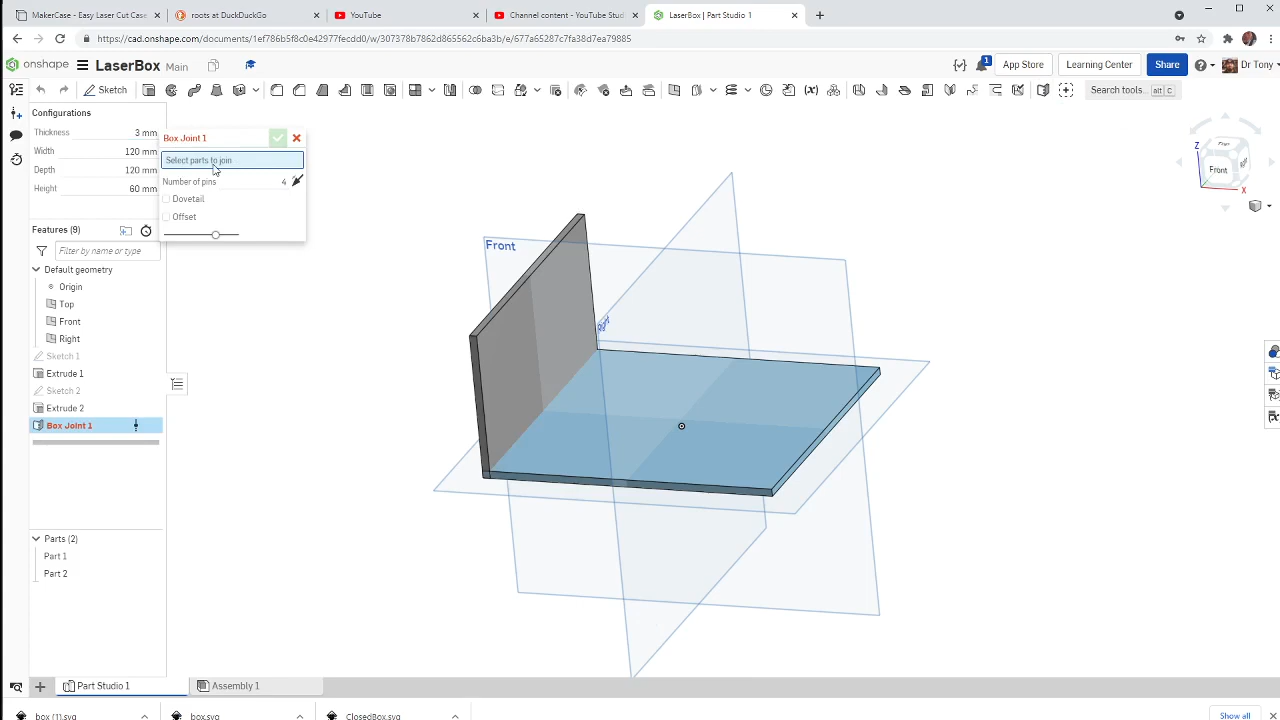 MakerCase - Easy Laser Cut Case
roots at DuckDuckGo
YouTube
Channel content - YouTube Stud
LaserBox | Part Studio 1
https://cad.onshape.com/documents/1ef786b5f8c0e42977fecdd0/w/307378b7862d865562c6ba3b/e/677a65287c7fa38d7ea79885
onshape
LaserBox Main
1
App Store
Learning Center
Share
Dr Tony
Sketch
Search tools...
alt C
Configurations
Thickness 3 mm
Width 120 mm
Depth 120 mm
Height 60 mm
Box Joint 1
Select parts to join
Number of pins 4
Dovetail
Offset
Features (9)
Filter by name or type
Default geometry
Origin
Top
Front
Right
Sketch 1
Extrude 1
Sketch 2
Extrude 2
Box Joint 1
Parts (2)
Part 1
Part 2
Front
Right
Z
Front
Right
X
Part Studio 1
Assembly 1
box (1).svg
box.svg
ClosedBox.svg
Show all